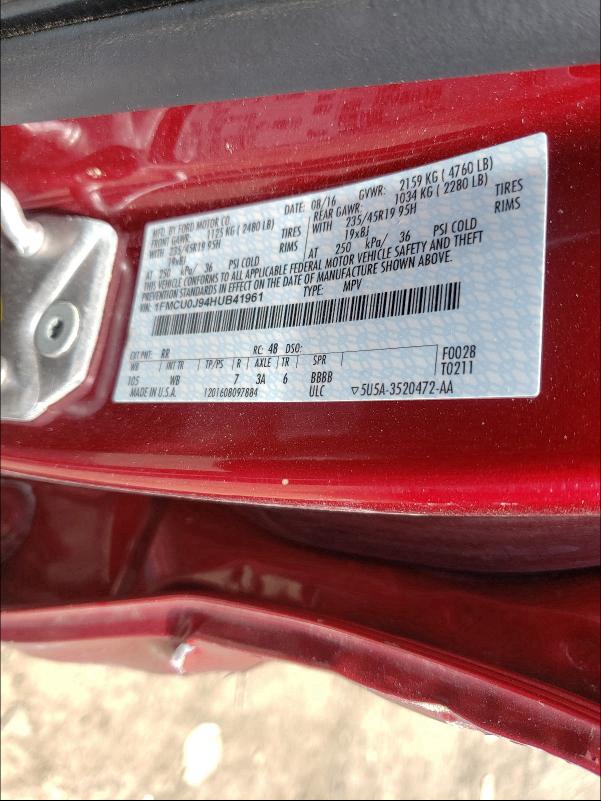 MFD. BY FORD MOTOR CO. DATE: 08/16 GVWR: 2159 KG ( 4760 LB)
FRONT GAWR: 1125 KG ( 2480 LB) REAR GAWR: 1034 KG ( 2280 LB)
235/45R19 95H WITH 235/45R19 95H TIRES
19x8J RIMS 19x8J RIMS
AT 250 kPa/ 36 PSI COLD AT 250 kPa/ 36 PSI COLD
THIS VEHICLE CONFORMS TO ALL APPLICABLE FEDERAL MOTOR VEHICLE SAFETY AND THEFT
PREVENTION STANDARDS IN EFFECT ON THE DATE OF MANUFACTURE SHOWN ABOVE.
VIN: 1FMCU0J94HUB41961 TYPE: MPV
EXT PNT: RR RC: 48 DSO: F0028
WB INT TR TP/PS R AXLE TR SPR T0211
105 WB 7 3A 6 BBBB
MADE IN U.S.A. 1201608097884 ULC ▽5U5A-3520472-AA